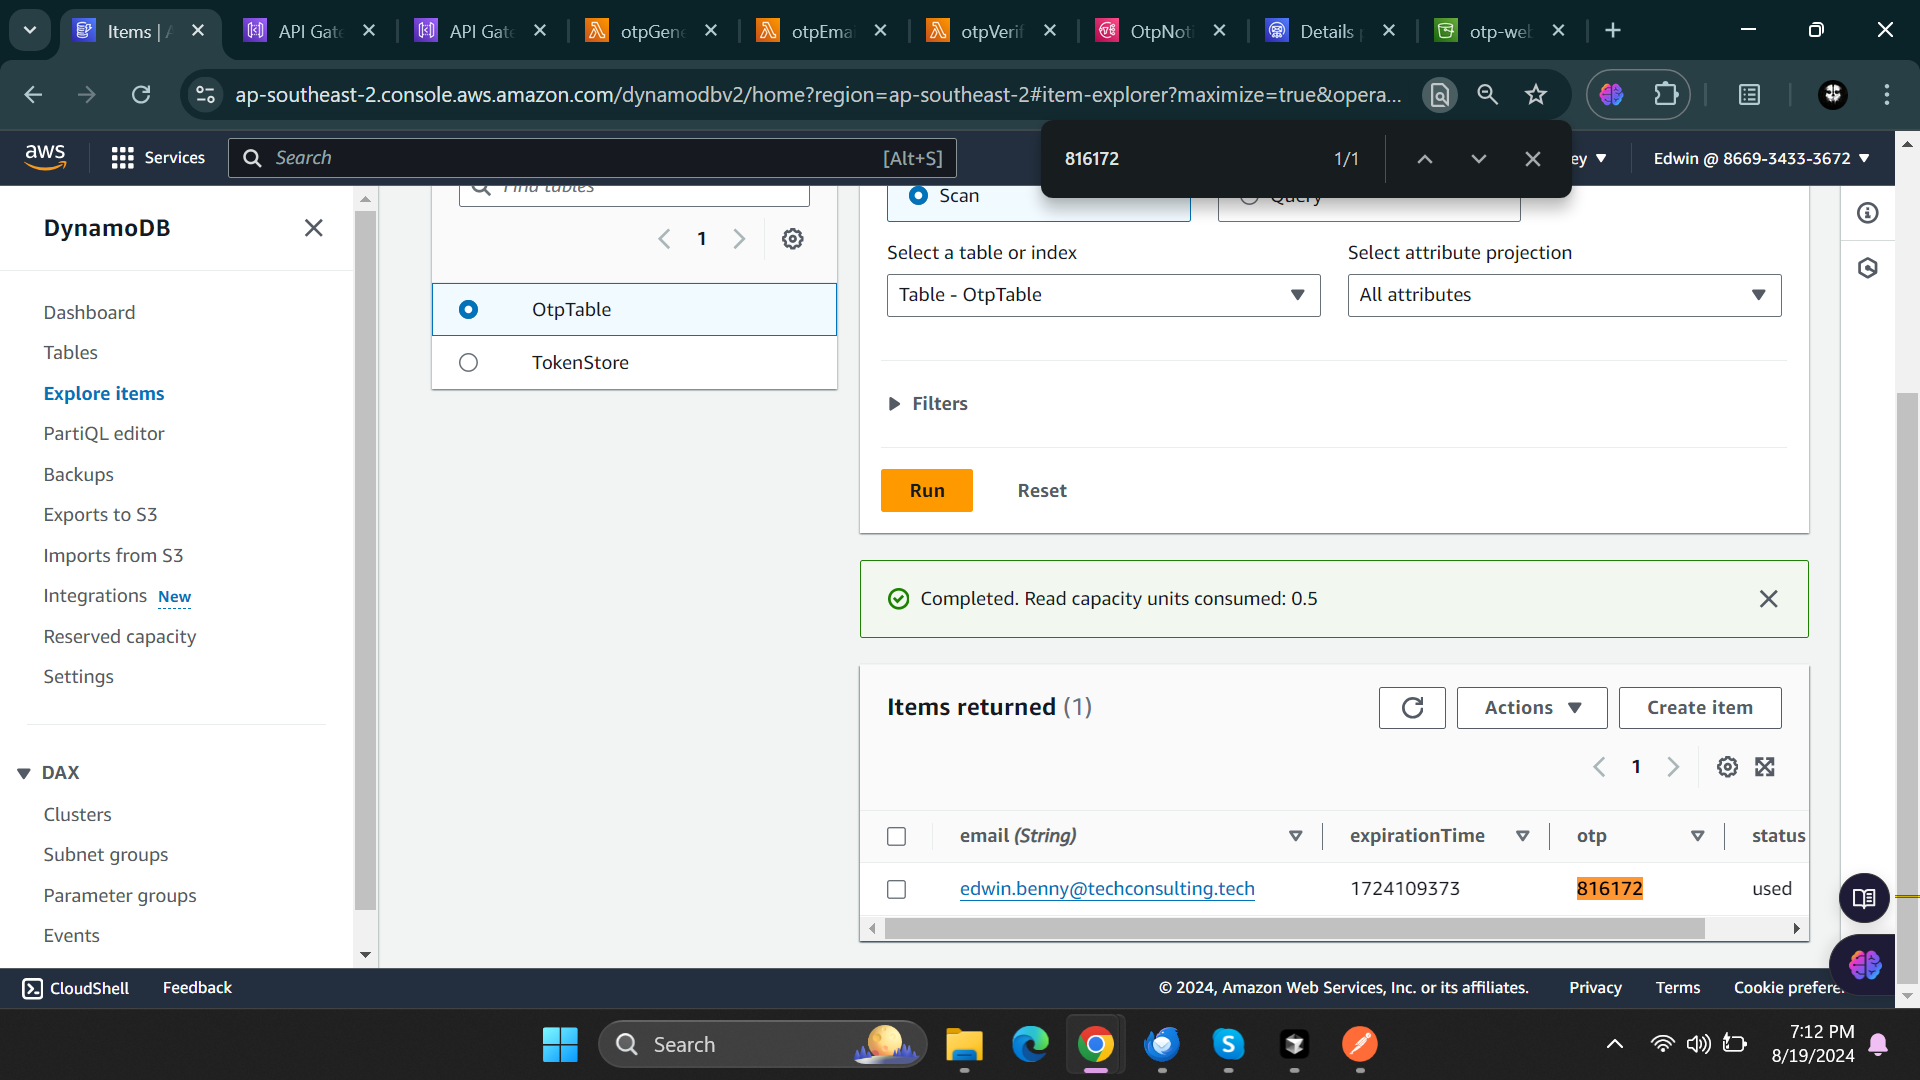 Items | A
API Gate
API Gate
otpGene
otpEmai
otpVerif
OtpNoti
Details p
otp-web
ap-southeast-2.console.aws.amazon.com/dynamodbv2/home?region=ap-southeast-2#item-explorer?maximize=true&opera...
816172
1/1
aws
Services
Search
[Alt+S]
ey
Edwin @ 8669-3433-3672
DynamoDB
Dashboard
Tables
Explore items
PartiQL editor
Backups
Exports to S3
Imports from S3
Integrations New
Reserved capacity
Settings
DAX
Clusters
Subnet groups
Parameter groups
Events
Find tables
1
OtpTable
TokenStore
Scan
Query
Select a table or index
Table - OtpTable
Select attribute projection
All attributes
Filters
Run
Reset
Completed. Read capacity units consumed: 0.5
Items returned (1)
Actions
Create item
1
email (String)
expirationTime
otp
status
edwin.benny@techconsulting.tech
1724109373
816172
used
CloudShell
Feedback
© 2024, Amazon Web Services, Inc. or its affiliates.
Privacy
Terms
Cookie prefere
Search
S
7:12 PM
8/19/2024